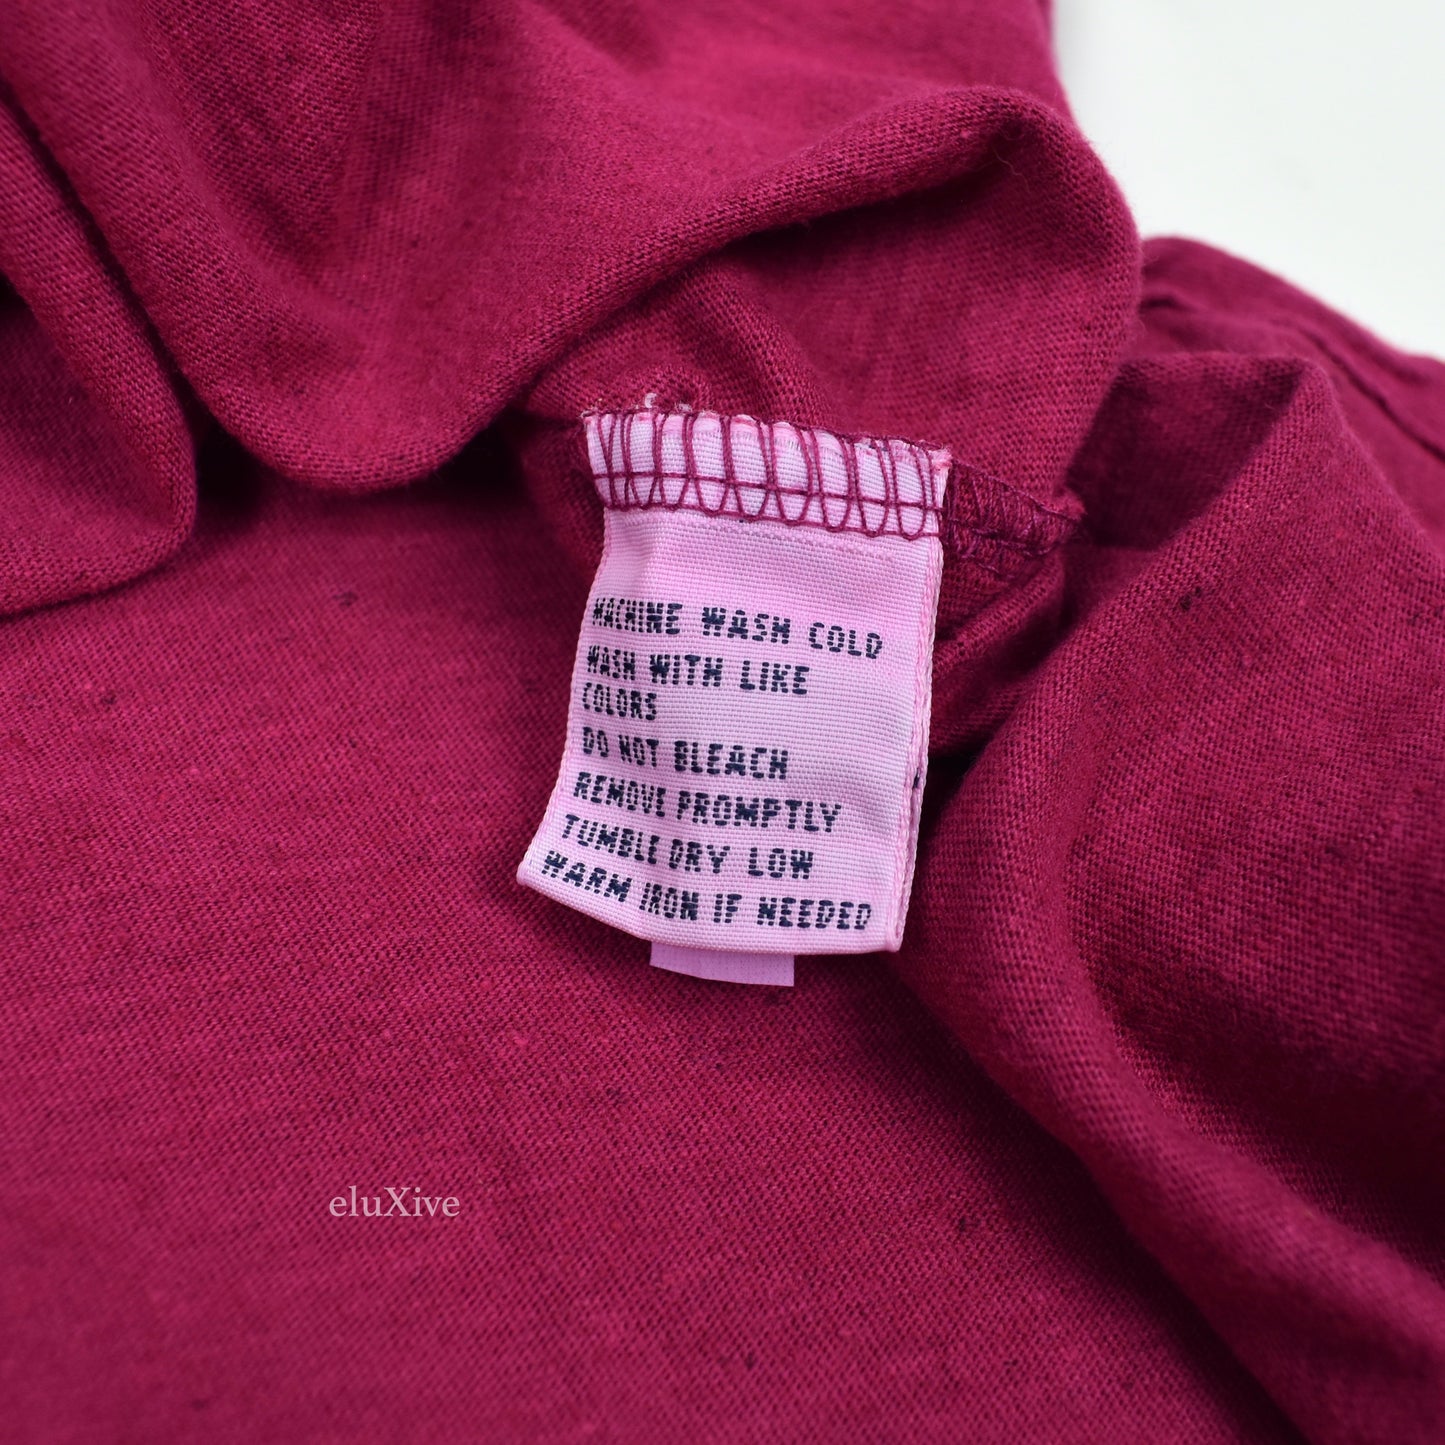 MACHINE WASH COLD
WASH WITH LIKE
COLORS
DO NOT BLEACH
REMOVE PROMPTLY
TUMBLE DRY LOW
WARM IRON IF NEEDED
eluXive